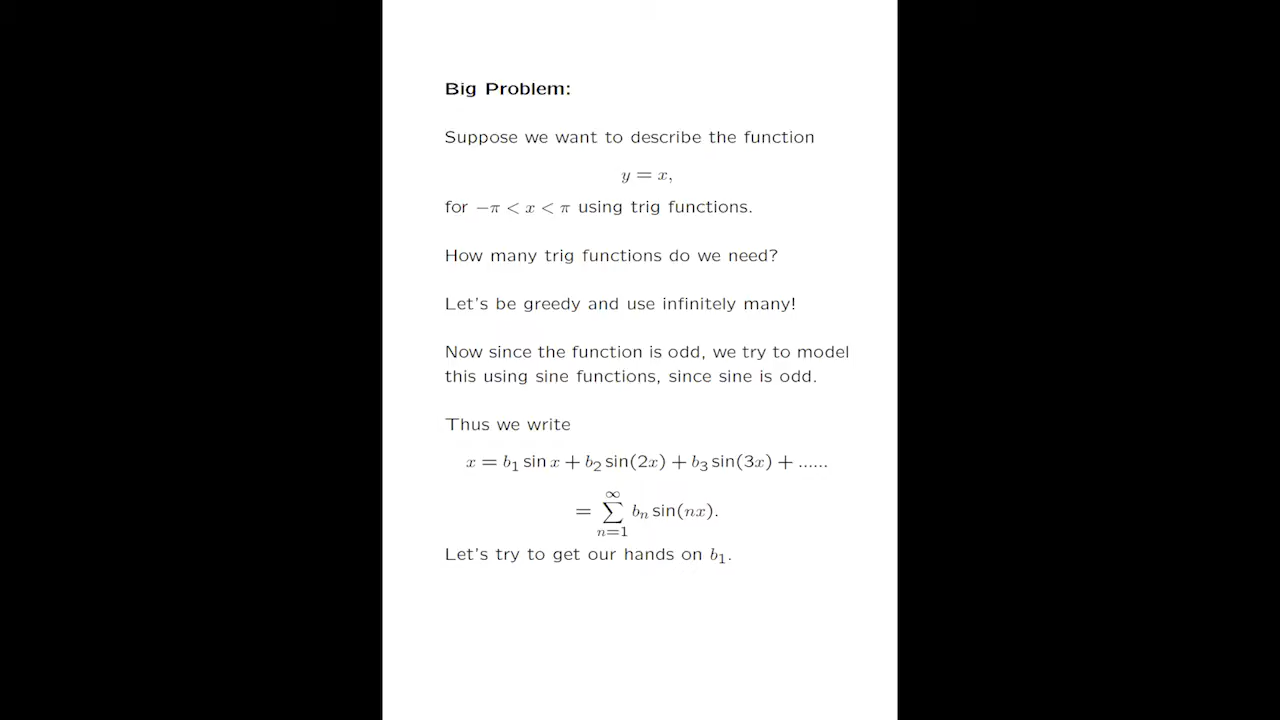 Big Problem:
Suppose we want to describe the function
y = x,
for −π < x < π using trig functions.
How many trig functions do we need?
Let's be greedy and use infinitely many!
Now since the function is odd, we try to model
this using sine functions, since sine is odd.
Thus we write
x = b₁ sin x + b₂ sin(2x) + b₃ sin(3x) + ......
= ∑_{n=1}^{∞} bₙ sin(nx).
Let's try to get our hands on b₁.